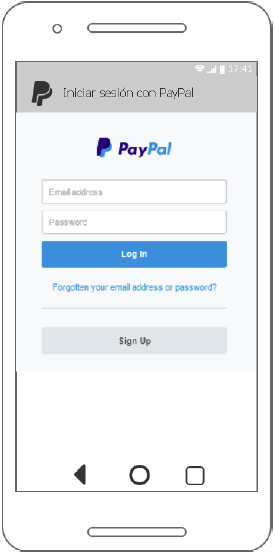 17:41
Iniciar sesión con PayPal
PayPal
Email address
Password
Log In
Forgotten your email address or password?
Sign Up